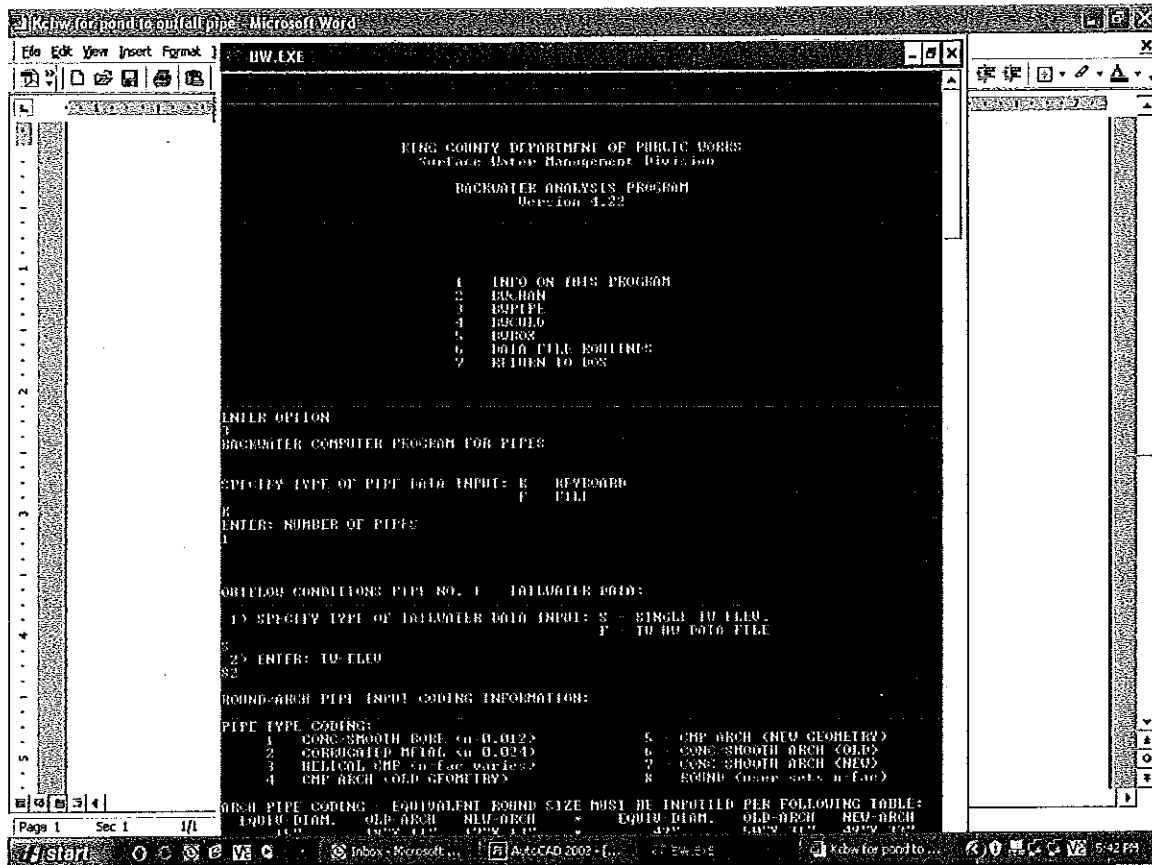 Kcbw for pond to outfall pipe - Microsoft Word
File Edit View Insert Format
BW.EXE
KING COUNTY DEPARTMENT OF PUBLIC WORKS
Surface Water Management Division
BACKWATER ANALYSIS PROGRAM
Version 4.22
1 INFO ON THIS PROGRAM
2 BWCHAN
3 BWPIPE
4 BWCULV
5 BWBOX
6 DATA FILE ROUTINES
7 RETURN TO DOS
ENTER OPTION
3
BACKWATER COMPUTER PROGRAM FOR PIPES
SPECIFY TYPE OF PIPE DATA INPUT: K KEYBOARD
F FILE
K
ENTER: NUMBER OF PIPES
1
OUTFLOW CONDITIONS PIPE NO. 1 TAILWATER DATA:
1) SPECIFY TYPE OF TAILWATER DATA INPUT: S - SINGLE TW-ELEV.
F - TW-HW DATA FILE
S
2) ENTER: TW-ELEV
ROUND-ARCH PIPE INPUT CODING INFORMATION:
PIPE TYPE CODING:
1 CONC-SMOOTH BORE (n-0.012) 5 - CMP ARCH (NEW GEOMETRY)
2 CORRUGATED METAL (n-0.024) 6 - CONC-SMOOTH ARCH (OLD)
3 HELICAL CMP (n-fac varies) 7 - CONC-SMOOTH ARCH (NEW)
4 CMP ARCH (OLD GEOMETRY) 8 ROUND (user sets n-fac)
ARCH PIPE CODING - EQUIVALENT ROUND SIZE MUST BE INPUTTED PER FOLLOWING TABLE:
EQUIV-DIAM. OLD-ARCH NEW-ARCH * EQUIV-DIAM. OLD-ARCH NEW-ARCH
Page 1 Sec 1 1/1
start Inbox - Microsoft ... AutoCAD 2002 - [... BW.EXE Kcbw for pond to ... 5:42 PM